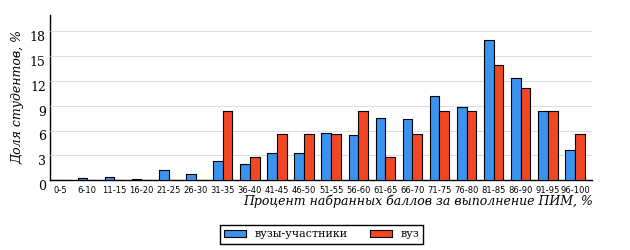 Доля студентов, %
18
15
12
9
6
3
0
0-5 6-10 11-15 16-20 21-25 26-30 31-35 36-40 41-45 46-50 51-55 56-60 61-65 66-70 71-75 76-80 81-85 86-90 91-95 96-100
Процент набранных баллов за выполнение ПИМ, %
вузы-участники вуз